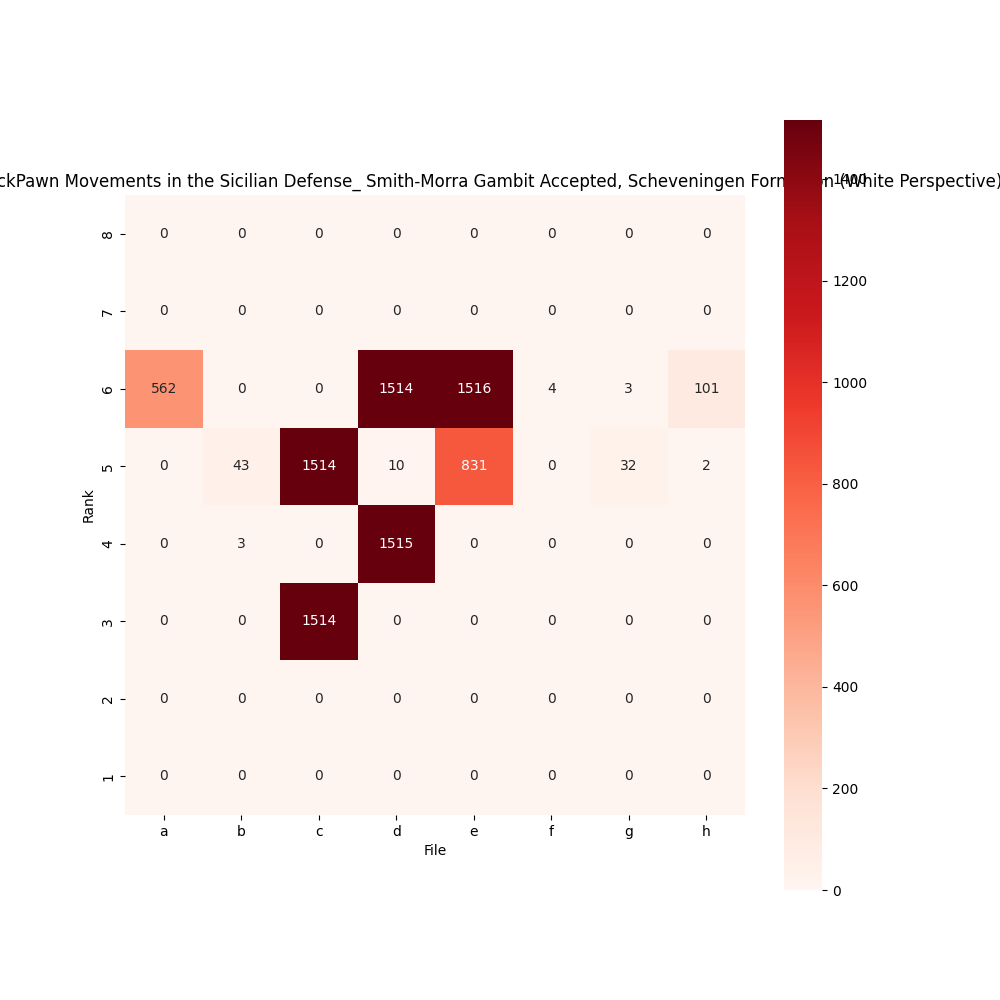 ckPawn Movements in the Sicilian Defense_ Smith-Morra Gambit Accepted, Scheveningen Formation (White Perspective)
8 0 0 0 0 0 0 0 0
7 0 0 0 0 0 0 0 0
6 562 0 0 1514 1516 4 3 101
5 0 43 1514 10 831 0 32 2
4 0 3 0 1515 0 0 0 0
3 0 0 1514 0 0 0 0 0
2 0 0 0 0 0 0 0 0
1 0 0 0 0 0 0 0 0
a b c d e f g h
File
Rank
1400
1200
1000
800
600
400
200
0